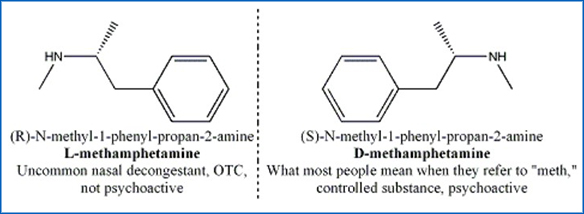 HN
(R)-N-methyl-1-phenyl-propan-2-amine
L-methamphetamine
Uncommon nasal decongestant, OTC,
not psychoactive
NH
(S)-N-methyl-1-phenyl-propan-2-amine
D-methamphetamine
What most people mean when they refer to "meth,"
controlled substance, psychoactive